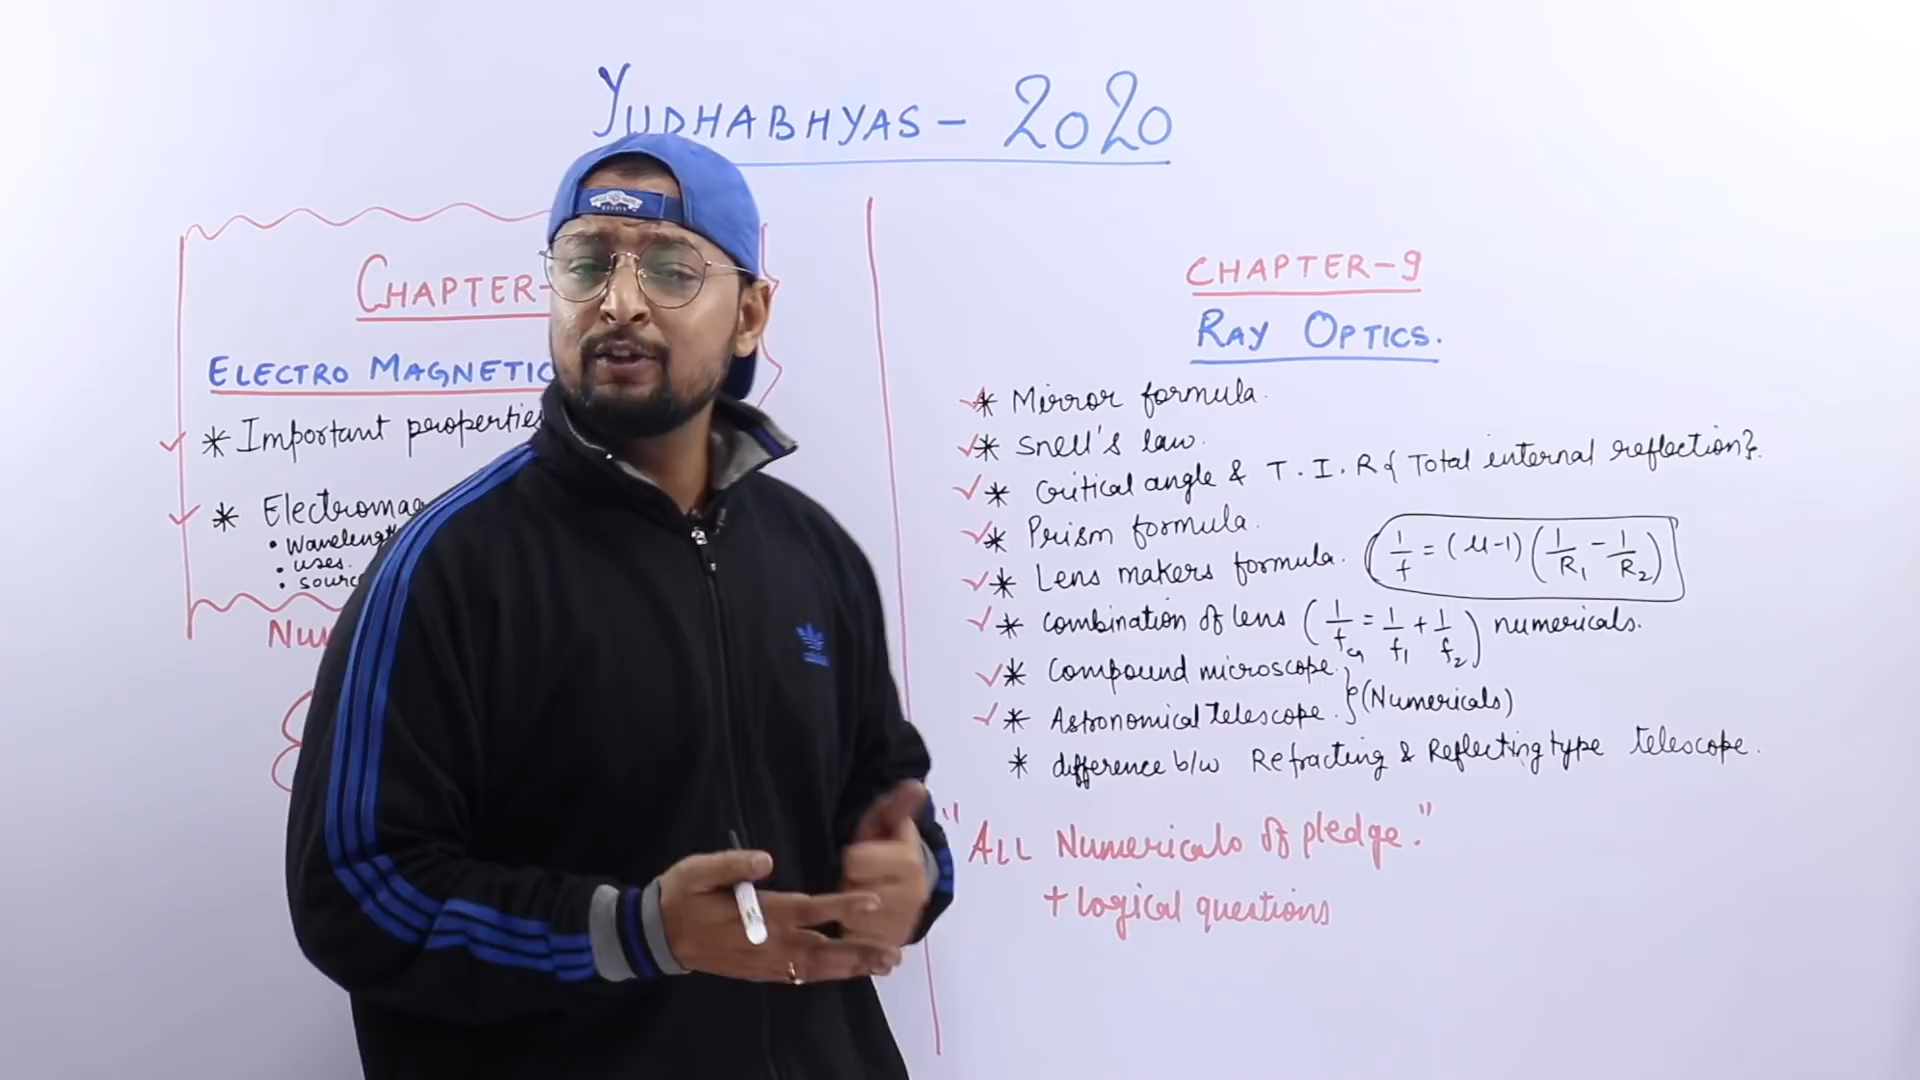 YUDHABHYAS - 2020
CHAPTER-
ELECTRO MAGNETIC
* Important properties
* Electromag
• wavelength
• uses.
• source
NUM
CHAPTER-9
RAY OPTICS.
* Mirror formula.
* Snell's law.
* Critical angle & T.I.R { Total internal reflection}.
* Prism formula.
* Lens makers formula. 1/f = (μ-1)(1/R₁ - 1/R₂)
* combination of lens (1/feq = 1/f₁ + 1/f₂) numericals.
* Compound microscope.
* Astronomical telescope. } (Numericals)
* difference b/w Refracting & Reflecting type telescope.
"ALL Numericals of pledge."
+ logical questions
adidas